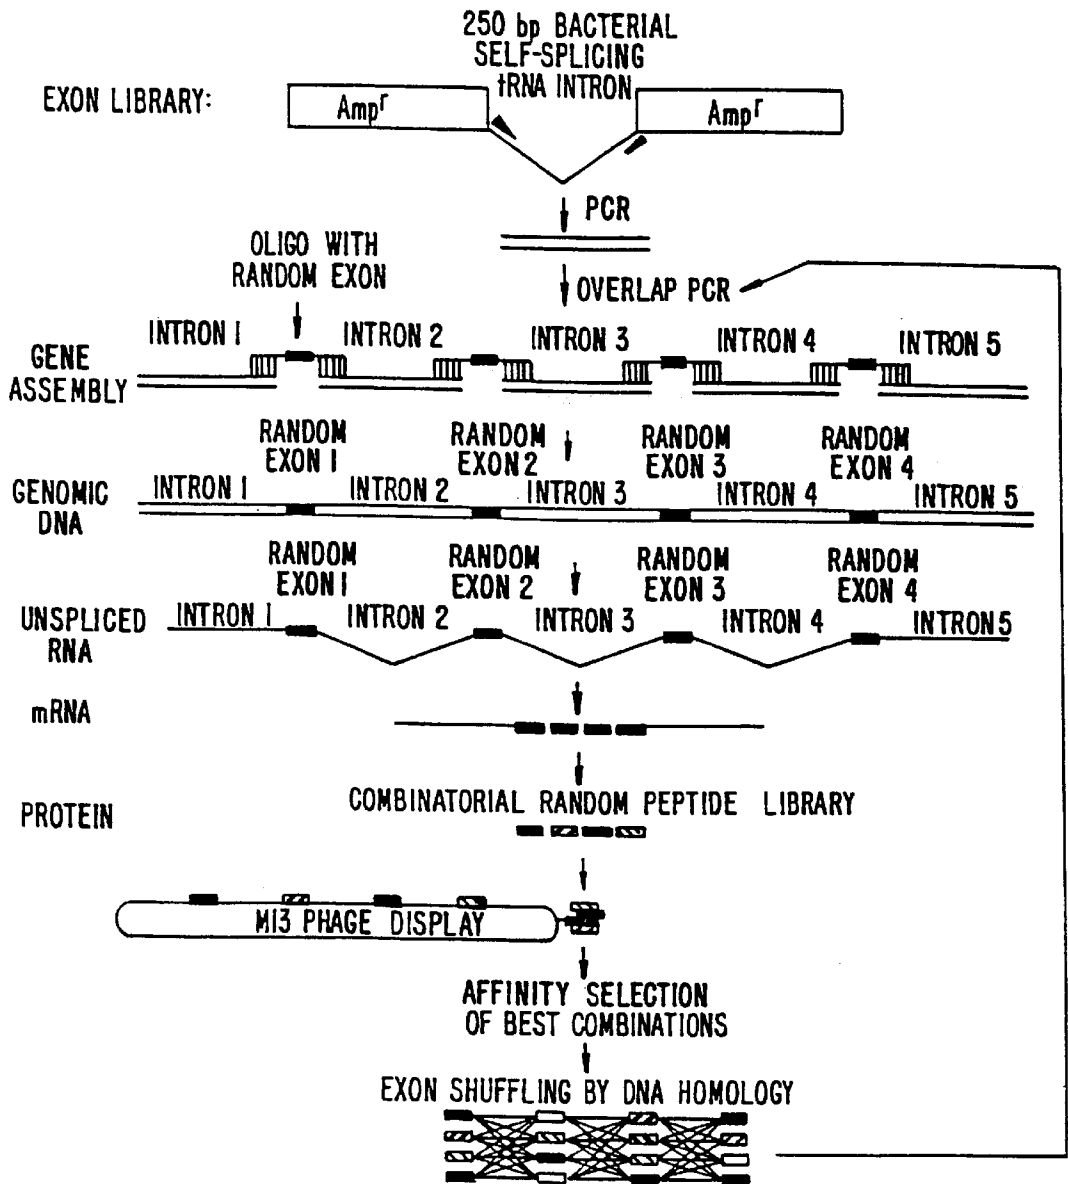 250 bp BACTERIAL
SELF-SPLICING
tRNA INTRON
EXON LIBRARY:
Ampr
Ampr
PCR
OLIGO WITH
RANDOM EXON
OVERLAP PCR
INTRON 1 INTRON 2 INTRON 3 INTRON 4 INTRON 5
GENE
ASSEMBLY
RANDOM EXON 1
RANDOM EXON 2
RANDOM EXON 3
RANDOM EXON 4
GENOMIC
DNA
INTRON 1 INTRON 2 INTRON 3 INTRON 4 INTRON 5
RANDOM EXON 1
RANDOM EXON 2
RANDOM EXON 3
RANDOM EXON 4
UNSPLICED
RNA
INTRON 1 INTRON 2 INTRON 3 INTRON 4 INTRON 5
mRNA
PROTEIN
COMBINATORIAL RANDOM PEPTIDE LIBRARY
M13 PHAGE DISPLAY
AFFINITY SELECTION
OF BEST COMBINATIONS
EXON SHUFFLING BY DNA HOMOLOGY